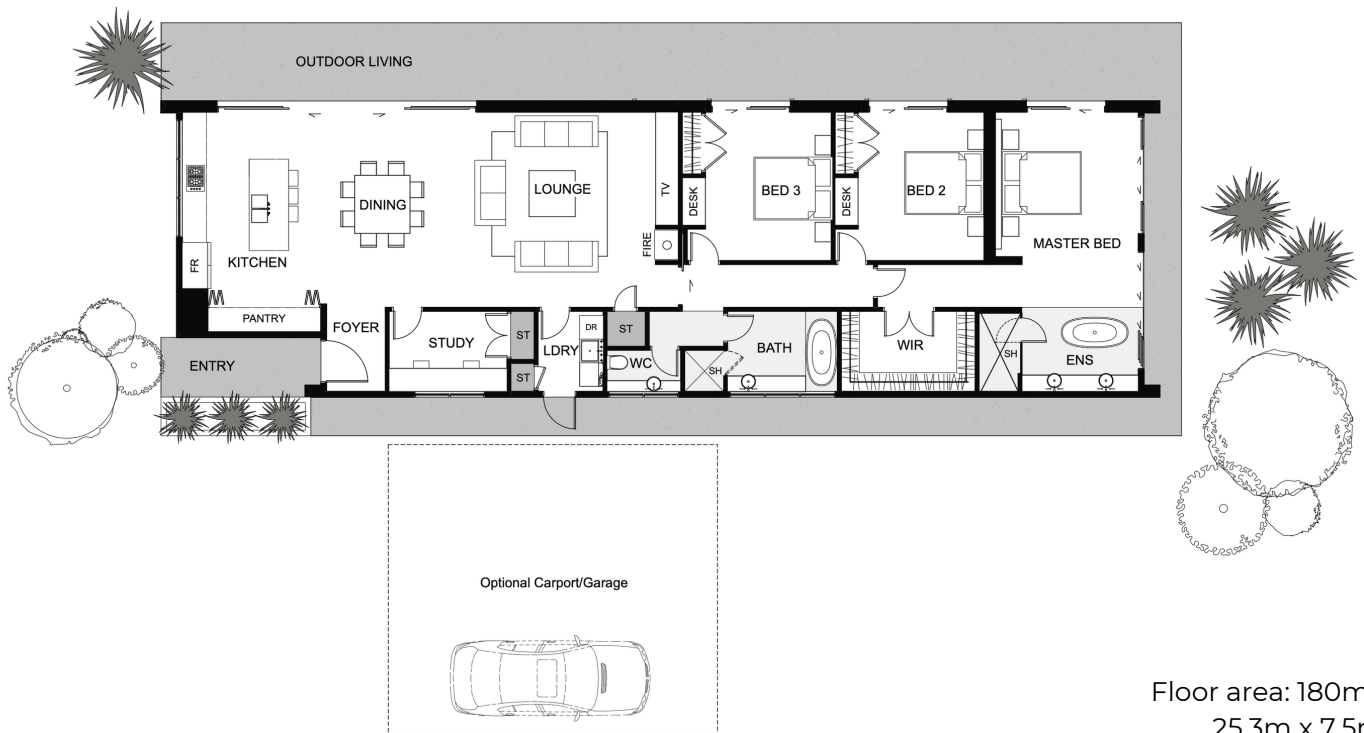 OUTDOOR LIVING
LOUNGE
DINING
TV
DESK
BED 3
DESK
BED 2
MASTER BED
FR
KITCHEN
FIRE
PANTRY
FOYER
STUDY
ST
ST
LDRY
DR
ST
WC
SH
BATH
WIR
SH
ENS
ENTRY
Optional Carport/Garage
Floor area: 180m
25.3m x 7.5m